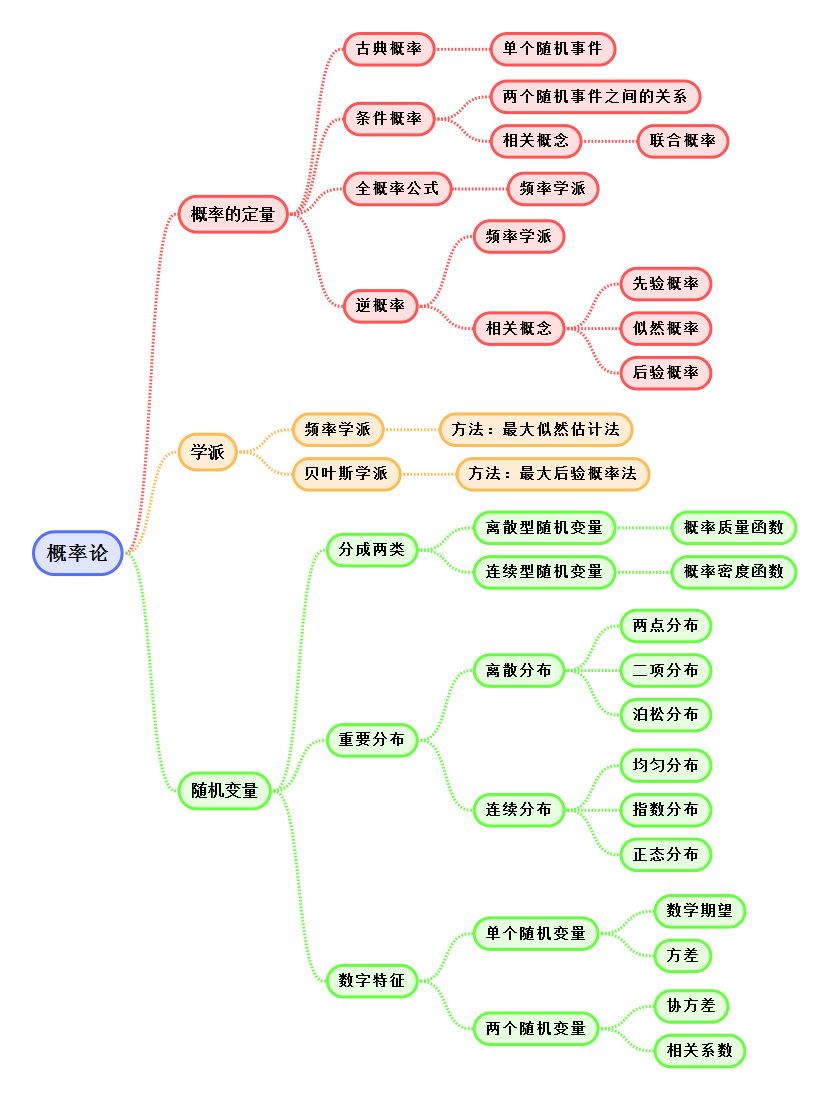 概率论
概率的定量
古典概率
单个随机事件
条件概率
两个随机事件之间的关系
相关概念
联合概率
全概率公式
频率学派
逆概率
频率学派
相关概念
先验概率
似然概率
后验概率
学派
频率学派
方法：最大似然估计法
贝叶斯学派
方法：最大后验概率法
随机变量
分成两类
离散型随机变量
概率质量函数
连续型随机变量
概率密度函数
重要分布
离散分布
两点分布
二项分布
泊松分布
连续分布
均匀分布
指数分布
正态分布
数字特征
单个随机变量
数学期望
方差
两个随机变量
协方差
相关系数